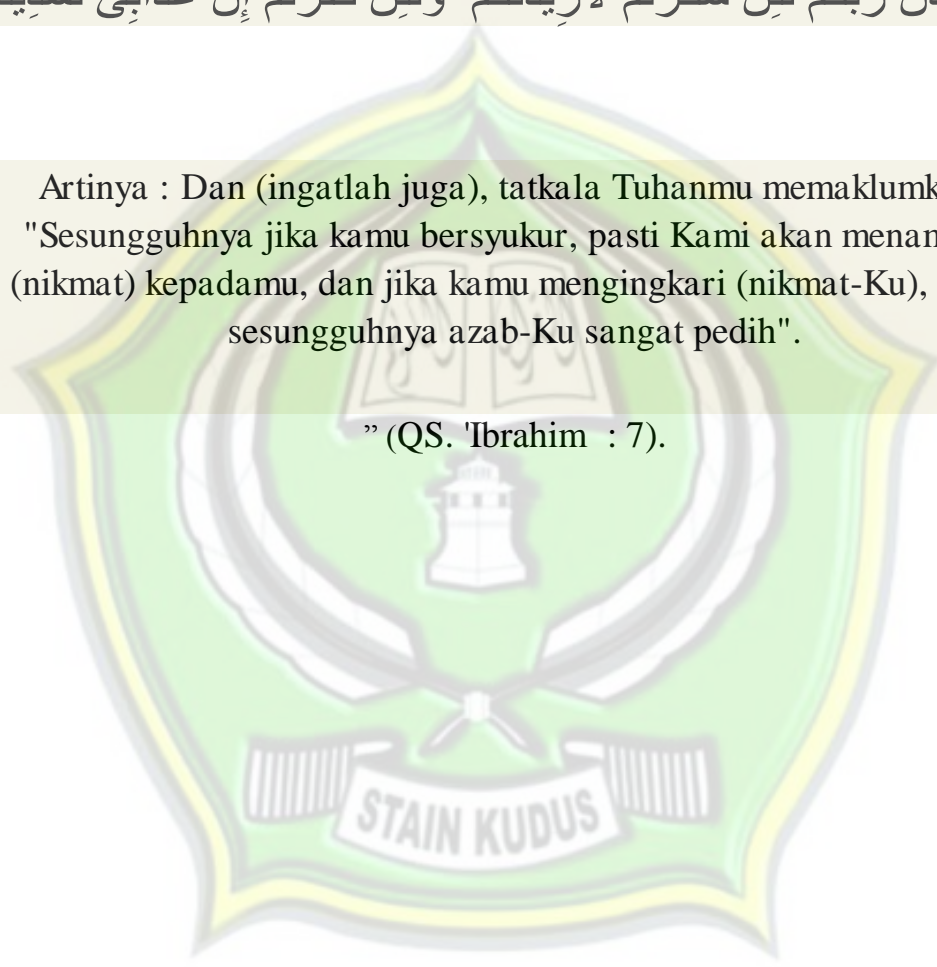 Artinya : Dan (ingatlah juga), tatkala Tuhanmu memaklumk
"Sesungguhnya jika kamu bersyukur, pasti Kami akan menam
(nikmat) kepadamu, dan jika kamu mengingkari (nikmat-Ku),
sesungguhnya azab-Ku sangat pedih".
” (QS. 'Ibrahim : 7).
STAIN KUDUS